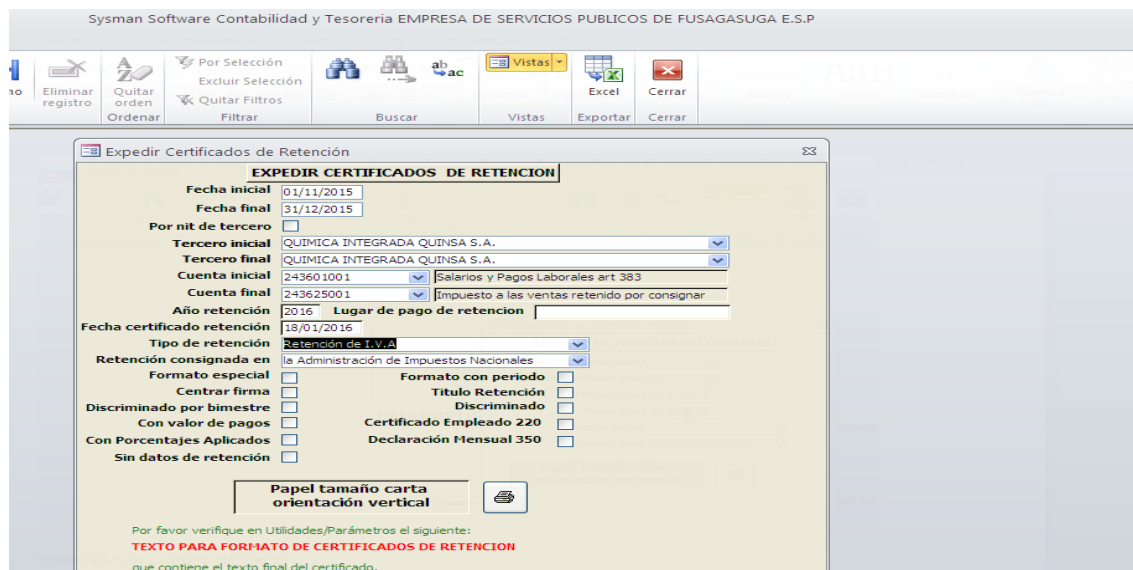 Sysman Software Contabilidad y Tesoreria EMPRESA DE SERVICIOS PUBLICOS DE FUSAGASUGA E.S.P
Eliminar registro
Quitar orden
Ordenar
Por Selección
Excluir Selección
Quitar Filtros
Filtrar
ab ac
Buscar
Vistas
Vistas
Excel
Exportar
Cerrar
Cerrar
Expedir Certificados de Retención
EXPEDIR CERTIFICADOS DE RETENCION
Fecha inicial 01/11/2015
Fecha final 31/12/2015
Por nit de tercero
Tercero inicial QUIMICA INTEGRADA QUINSA S.A.
Tercero final QUIMICA INTEGRADA QUINSA S.A.
Cuenta inicial 243601001 Salarios y Pagos Laborales art 383
Cuenta final 243625001 Impuesto a las ventas retenido por consignar
Año retención 2016 Lugar de pago de retencion
Fecha certificado retención 18/01/2016
Tipo de retención Retención de I.V.A
Retención consignada en la Administración de Impuestos Nacionales
Formato especial Formato con periodo
Centrar firma Titulo Retención
Discriminado por bimestre Discriminado
Con valor de pagos Certificado Empleado 220
Con Porcentajes Aplicados Declaración Mensual 350
Sin datos de retención
Papel tamaño carta
orientación vertical
Por favor verifique en Utilidades/Parámetros el siguiente:
TEXTO PARA FORMATO DE CERTIFICADOS DE RETENCION
que contiene el texto final del certificado.